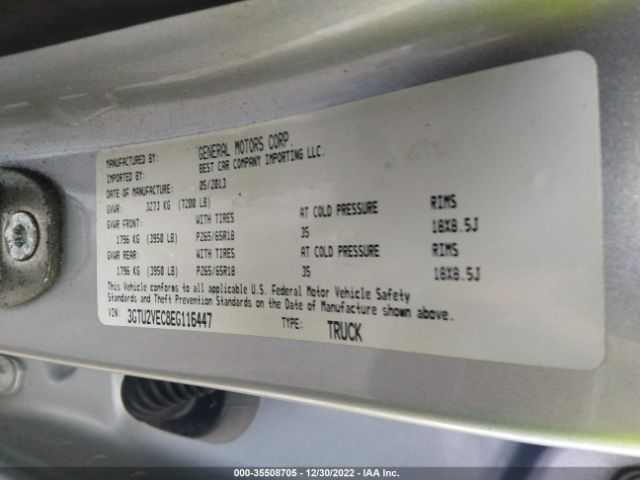 MANUFACTURED BY: GENERAL MOTORS CORP.
IMPORTED BY: BEST CAR COMPANY IMPORTING LLC.
DATE OF MANUFACTURE: 05/2013
GVWR: 3273 KG (7200 LB)
GVWR FRONT: WITH TIRES AT COLD PRESSURE RIMS
1796 KG (3950 LB) P265/65R18 35 18X8.5J
GVWR REAR: WITH TIRES AT COLD PRESSURE RIMS
1796 KG (3950 LB) P265/65R18 35 18X8.5J
This Vehicle conforms to all applicable U.S. Federal Motor Vehicle Safety
Standards and Theft Prevention Standards on the Date of Manufacture shown above.
VIN: 3GTU2VEC8EG116447 TYPE: TRUCK
000-35508705 - 12/30/2022 - IAA Inc.